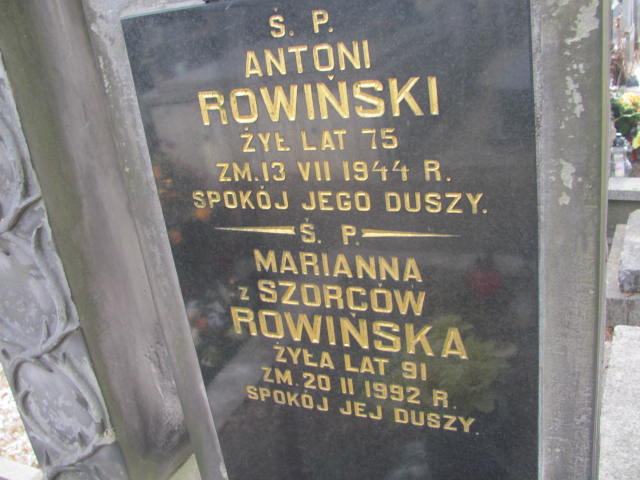 Ś. P.
ANTONI
ROWIŃSKI
ŻYŁ LAT 75
ZM. 13 VII 1944 R.
SPOKÓJ JEGO DUSZY.
Ś. P.
MARIANNA
z SZORCÓW
ROWIŃSKA
ŻYŁA LAT 91
ZM. 20 II 1992 R.
SPOKÓJ JEJ DUSZY.